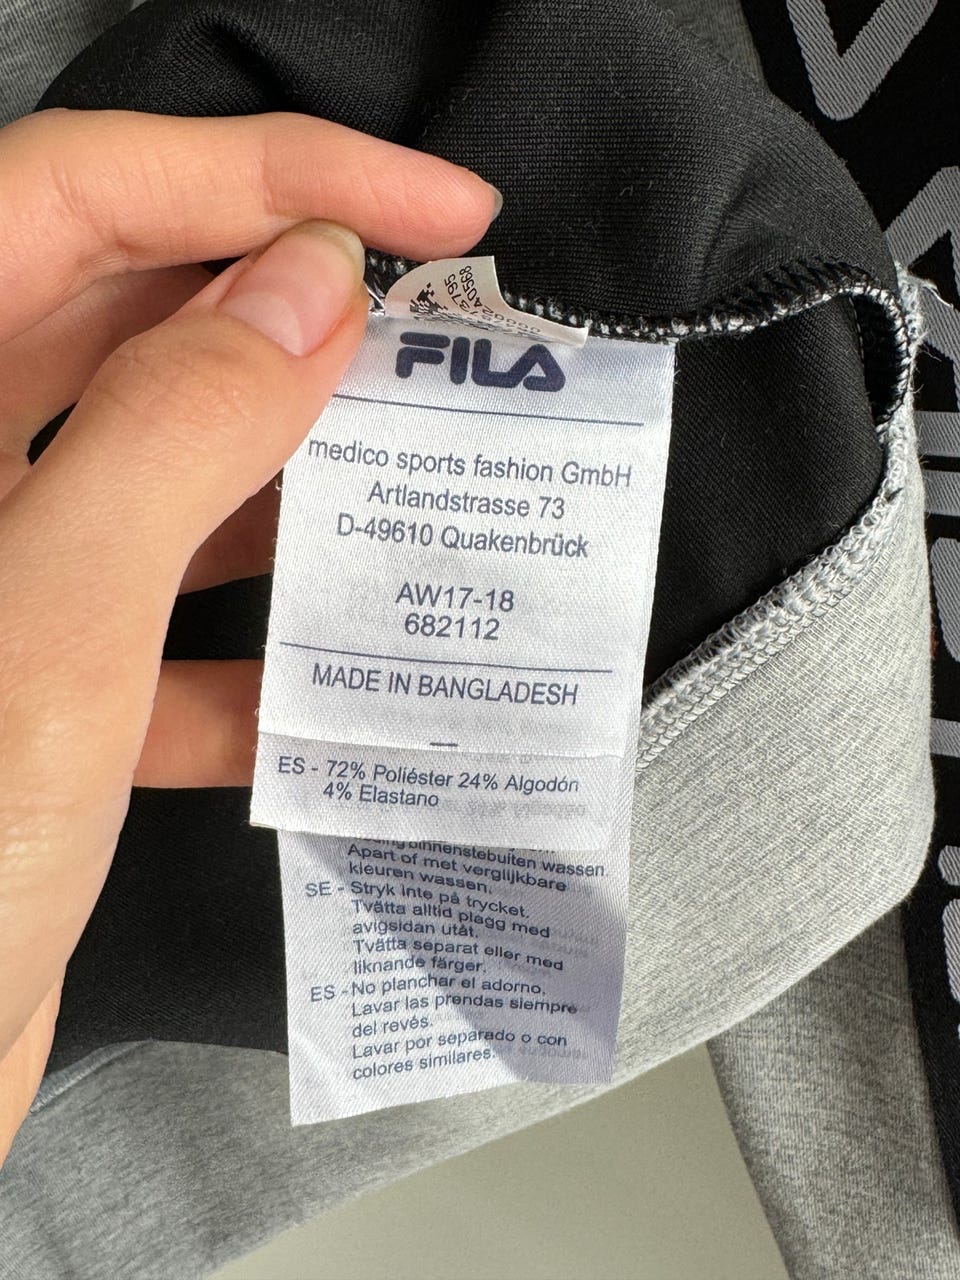 FILA
medico sports fashion GmbH
Artlandstrasse 73
D-49610 Quakenbrück
AW17-18
682112
MADE IN BANGLADESH
ES - 72% Poliéster 24% Algodón
4% Elastano
binnenstebuiten wassen.
Apart of met verglijkbare
kleuren wassen.
SE - Stryk inte på trycket.
Tvätta alltid plagg med
avigsidan utåt.
Tvätta separat eller med
liknande färger.
ES - No planchar el adorno.
Lavar las prendas siempre
del revés.
Lavar por separado o con
colores similares.